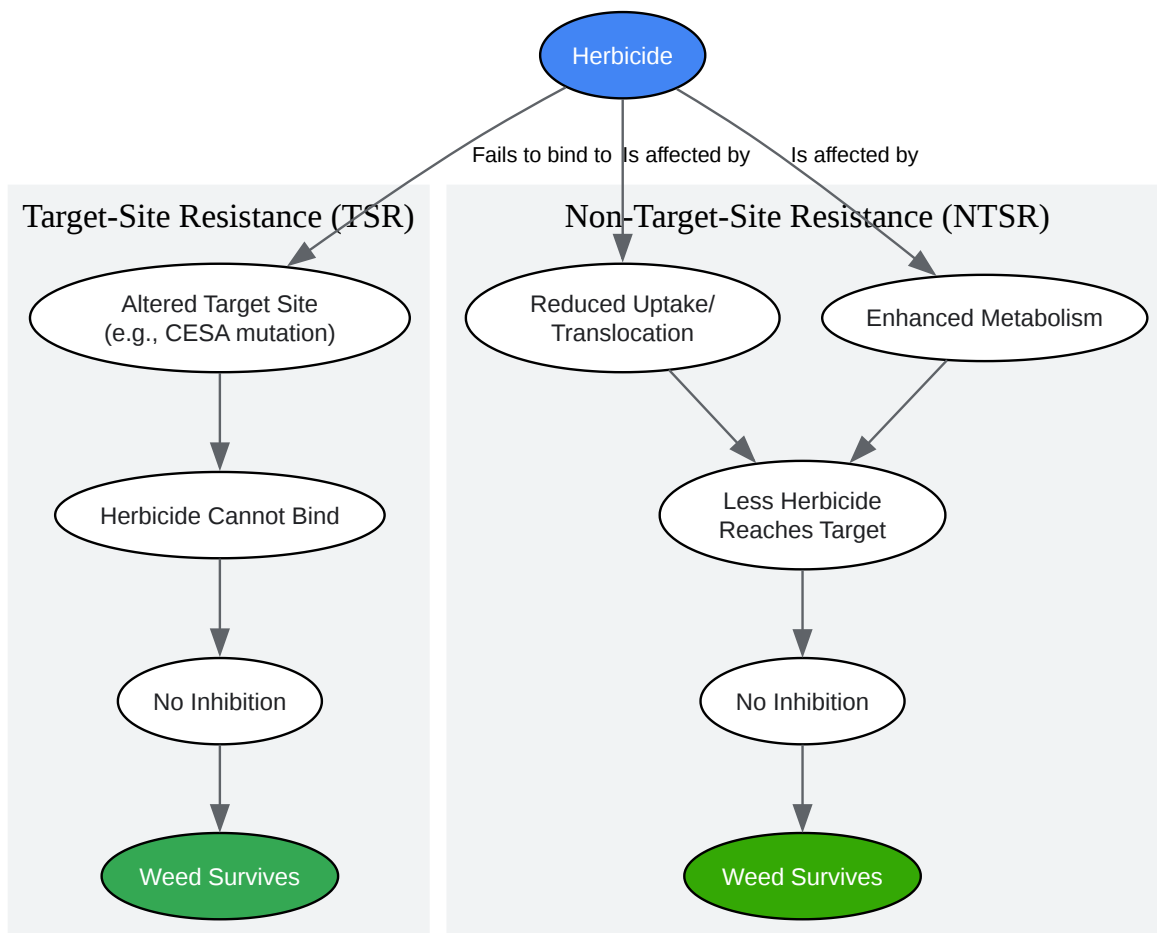 Herbicide
Fails to bind to
Is affected by
Is affected by
Target-Site Resistance (TSR)
Non-Target-Site Resistance (NTSR)
Altered Target Site
(e.g., CESA mutation)
Reduced Uptake/
Translocation
Enhanced Metabolism
Herbicide Cannot Bind
Less Herbicide
Reaches Target
No Inhibition
No Inhibition
Weed Survives
Weed Survives